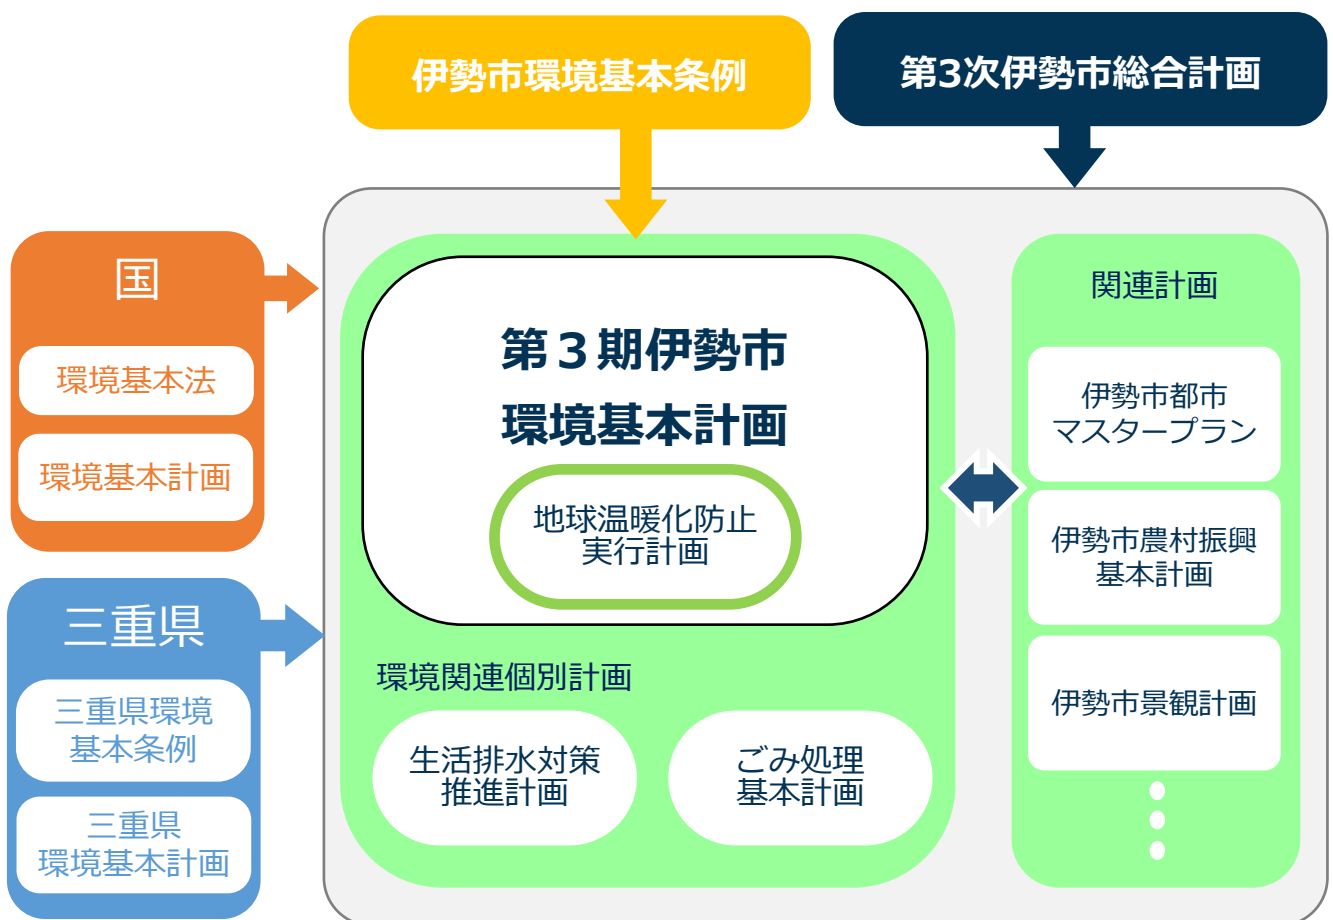 伊勢市環境基本条例
第3次伊勢市総合計画
国
環境基本法
環境基本計画
三重県
三重県環境
基本条例
三重県
環境基本計画
第３期伊勢市
環境基本計画
地球温暖化防止
実行計画
環境関連個別計画
生活排水対策
推進計画
ごみ処理
基本計画
関連計画
伊勢市都市
マスタープラン
伊勢市農村振興
基本計画
伊勢市景観計画